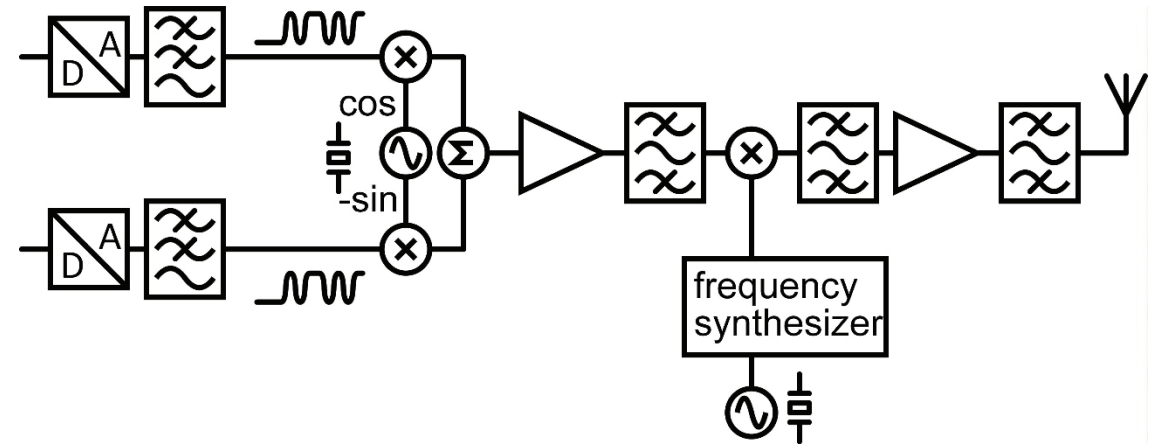 A
D
cos
Σ
-sin
A
D
frequency
synthesizer